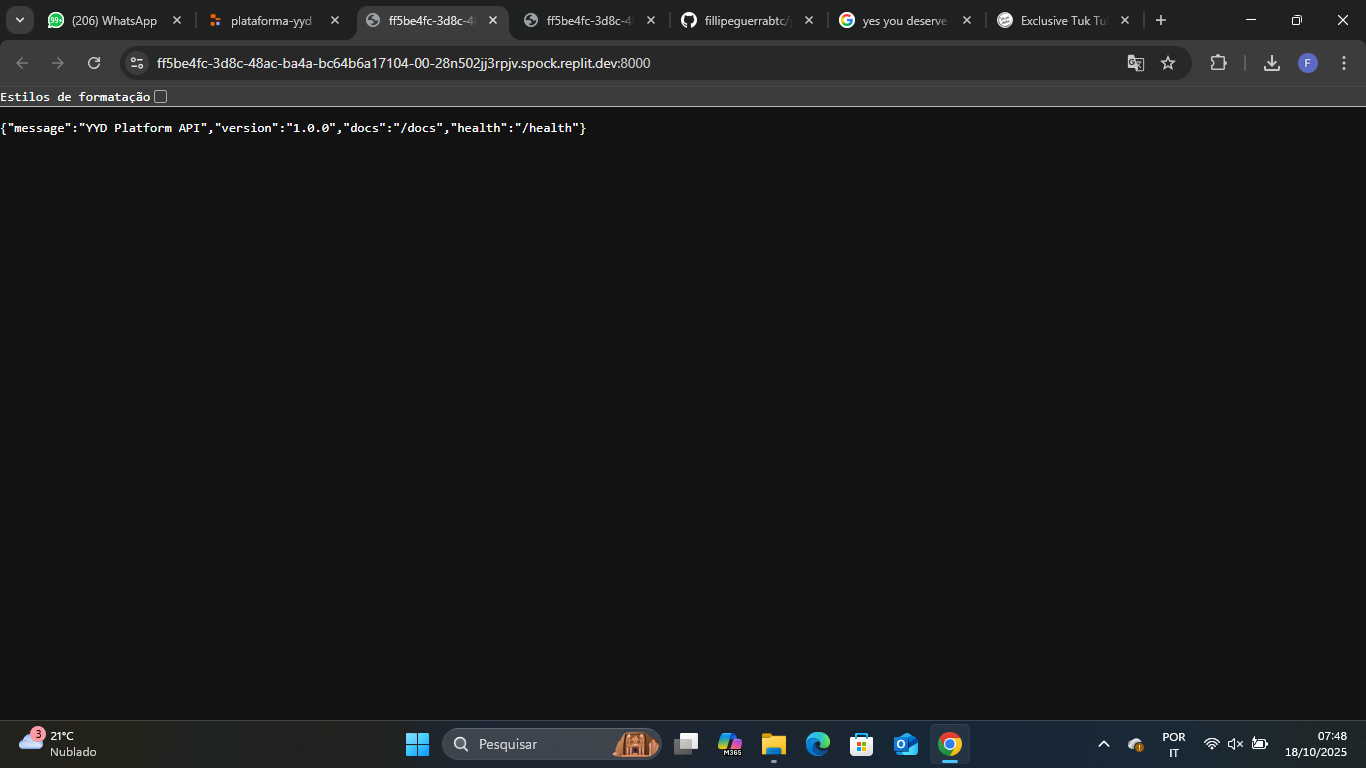 99+
(206) WhatsApp
plataforma-yyd
ff5be4fc-3d8c-4
ff5be4fc-3d8c-4
fillipeguerrabtc/
yes you deserve
Exclusive Tuk Tu
ff5be4fc-3d8c-48ac-ba4a-bc64b6a17104-00-28n502jj3rpjv.spock.replit.dev:8000
F
Estilos de formatação
{"message":"YYD Platform API","version":"1.0.0","docs":"/docs","health":"/health"}
3
21°C
Nublado
Pesquisar
M365
POR
IT
07:48
18/10/2025